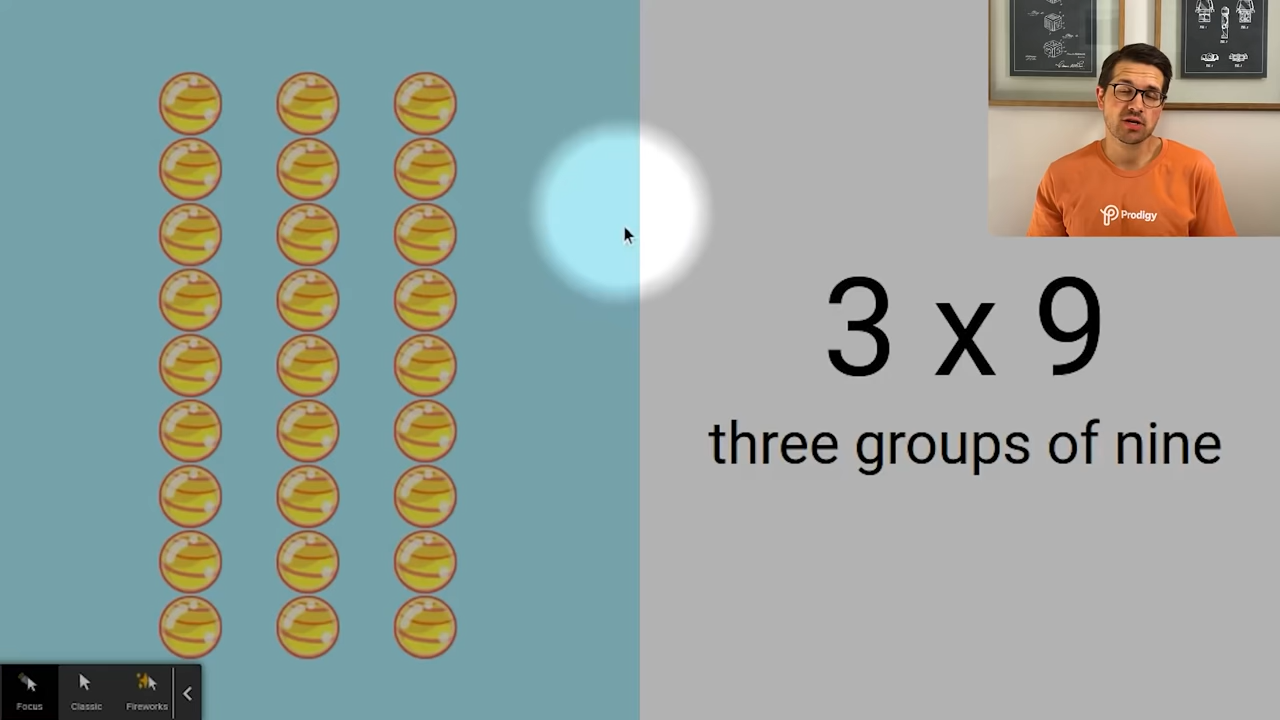 Prodigy
3 x 9
three groups of nine
Focus
Classic
Fireworks